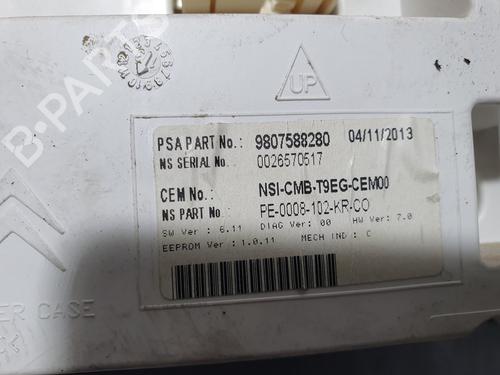 UP
PSA PART No.: 9807588280 04/11/2013
NS SERIAL No.: 0026570517
CEM No.: NSI-CMB-T9EG-CEM00
NS PART No.: PE-0008-102-KR-CO
SW Ver : 6.11 DIAG Ver: 00 HW Ver: 7.0
EEPROM Ver : 1.0.11 MECH IND : C
ER CASE